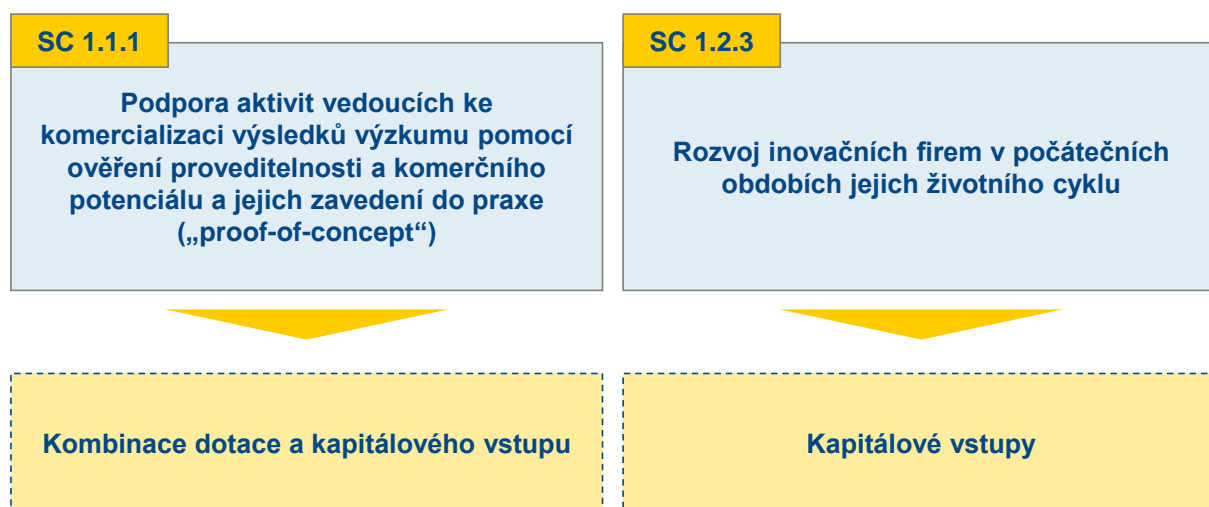 SC 1.1.1
Podpora aktivit vedoucích ke
komercializaci výsledků výzkumu pomocí
ověření proveditelnosti a komerčního
potenciálu a jejich zavedení do praxe
(„proof-of-concept“)
Kombinace dotace a kapitálového vstupu
SC 1.2.3
Rozvoj inovačních firem v počátečních
obdobích jejich životního cyklu
Kapitálové vstupy